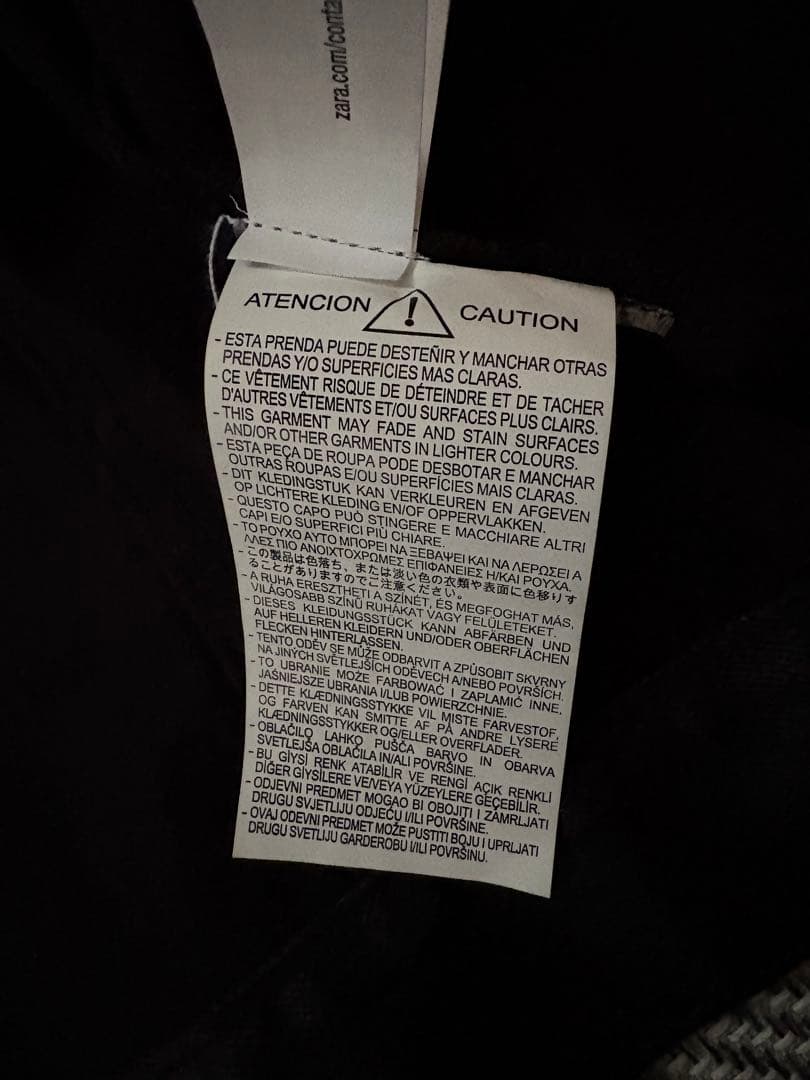 zara.com/conta
ATENCION ! CAUTION
- ESTA PRENDA PUEDE DESTEÑIR Y MANCHAR OTRAS
PRENDAS Y/O SUPERFICIES MAS CLARAS.
- CE VÊTEMENT RISQUE DE DÉTEINDRE ET DE TACHER
D'AUTRES VÊTEMENTS ET/OU SURFACES PLUS CLAIRS.
- THIS GARMENT MAY FADE AND STAIN SURFACES
AND/OR OTHER GARMENTS IN LIGHTER COLOURS.
- ESTA PEÇA DE ROUPA PODE DESBOTAR E MANCHAR
OUTRAS ROUPAS E/OU SUPERFÍCIES MAIS CLARAS.
- DIT KLEDINGSTUK KAN VERKLEUREN EN AFGEVEN
OP LICHTERE KLEDING EN/OF OPPERVLAKKEN.
- QUESTO CAPO PUÒ STINGERE E MACCHIARE ALTRI
CAPI E/O SUPERFICI PIÙ CHIARE.
- ΤΟ ΡΟΥΧΟ ΑΥΤΟ ΜΠΟΡΕΙ ΝΑ ΞΕΒΑΨΕΙ ΚΑΙ ΝΑ ΛΕΡΩΣΕΙ Α
ΛΛΕΣ ΠΙΟ ΑΝΟΙΧΤΟΧΡΩΜΕΣ ΕΠΙΦΑΝΕΙΕΣ Η/ΚΑΙ ΡΟΥΧΑ.
- この製品は色落ち、または淡い色の衣類や表面に色移りす
ることがありますのでご注意ください。
- A RUHA ERESZTHETI A SZÍNÉT, ÉS MEGFOGHAT MÁS,
VILÁGOSABB SZÍNŰ RUHÁKAT VAGY FELÜLETEKET.
- DIESES KLEIDUNGSSTÜCK KANN ABFÄRBEN UND
AUF HELLEREN KLEIDERN UND/ODER OBERFLÄCHEN
FLECKEN HINTERLASSEN.
- TENTO ODĚV SE MŮŽE ODBARVIT A ZPŮSOBIT SKVRNY
NA JINÝCH SVĚTLEJŠÍCH ODĚVECH A/NEBO POVRŠÍCH.
- TO UBRANIE MOŻE FARBOWAĆ I ZAPLAMIĆ INNE,
JAŚNIEJSZE UBRANIA I/LUB POWIERZCHNIE.
- DETTE KLÆDNINGSSTYKKE VIL MISTE FARVESTOF,
OG FARVEN KAN SMITTE AF PÅ ANDRE LYSERE
KLÆDNINGSSTYKKER OG/ELLER OVERFLADER.
- OBLAČILO LAHKO PUŠČA BARVO IN OBARVA
SVETLEJŠA OBLAČILA IN/ALI POVRŠINE.
- BU GİYSİ RENK ATABİLİR VE RENGİ AÇIK RENKLİ
DİĞER GİYSİLERE VE/VEYA YÜZEYLERE GEÇEBİLİR.
- ODJEVNI PREDMET MOGAO BI OBOJITI I ZAMRLJATI
DRUGU SVJETLIJU ODJEĆU I/ILI POVRŠINE.
- OVAJ ODEVNI PREDMET MOŽE PUSTITI BOJU I UPRLJATI
DRUGU SVETLIJU GARDEROBU I/ILI POVRŠINU.